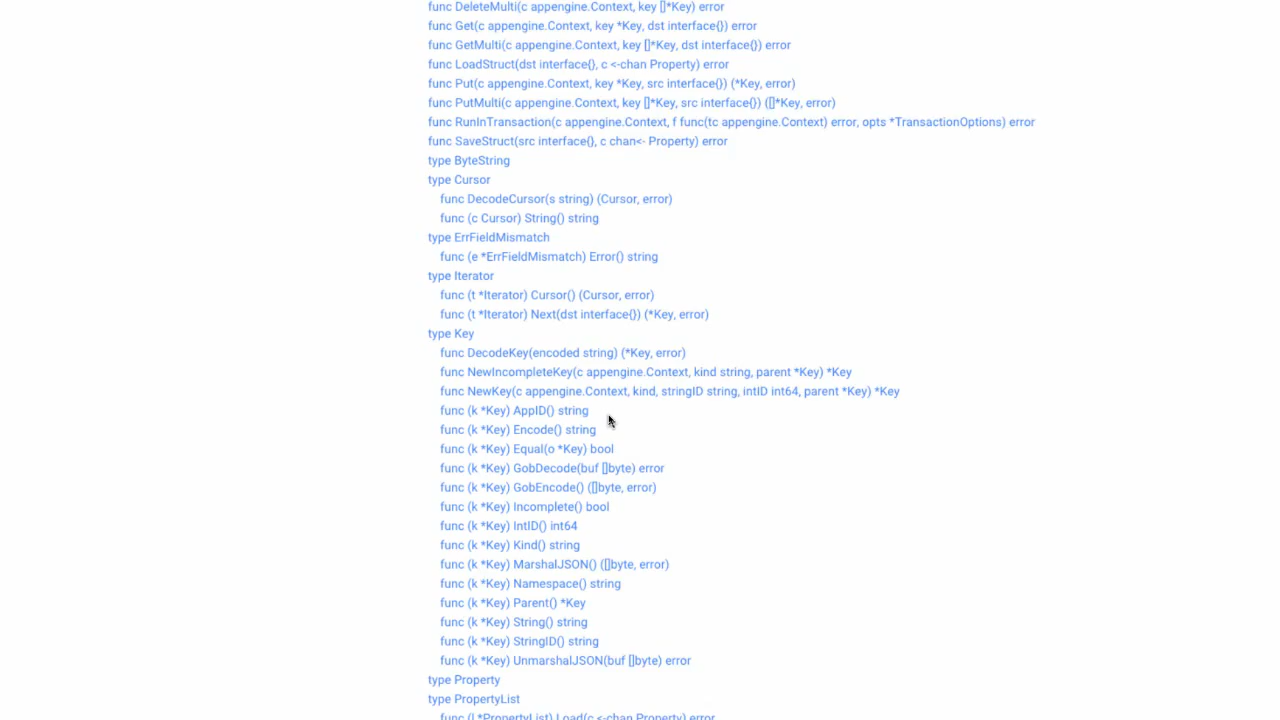 func DeleteMulti(c appengine.Context, key []*Key) error
func Get(c appengine.Context, key *Key, dst interface{}) error
func GetMulti(c appengine.Context, key []*Key, dst interface{}) error
func LoadStruct(dst interface{}, c <-chan Property) error
func Put(c appengine.Context, key *Key, src interface{}) (*Key, error)
func PutMulti(c appengine.Context, key []*Key, src interface{}) ([]*Key, error)
func RunInTransaction(c appengine.Context, f func(tc appengine.Context) error, opts *TransactionOptions) error
func SaveStruct(src interface{}, c chan<- Property) error
type ByteString
type Cursor
func DecodeCursor(s string) (Cursor, error)
func (c Cursor) String() string
type ErrFieldMismatch
func (e *ErrFieldMismatch) Error() string
type Iterator
func (t *Iterator) Cursor() (Cursor, error)
func (t *Iterator) Next(dst interface{}) (*Key, error)
type Key
func DecodeKey(encoded string) (*Key, error)
func NewIncompleteKey(c appengine.Context, kind string, parent *Key) *Key
func NewKey(c appengine.Context, kind, stringID string, intID int64, parent *Key) *Key
func (k *Key) AppID() string
func (k *Key) Encode() string
func (k *Key) Equal(o *Key) bool
func (k *Key) GobDecode(buf []byte) error
func (k *Key) GobEncode() ([]byte, error)
func (k *Key) Incomplete() bool
func (k *Key) IntID() int64
func (k *Key) Kind() string
func (k *Key) MarshalJSON() ([]byte, error)
func (k *Key) Namespace() string
func (k *Key) Parent() *Key
func (k *Key) String() string
func (k *Key) StringID() string
func (k *Key) UnmarshalJSON(buf []byte) error
type Property
type PropertyList
func (l *PropertyList) Load(c <-chan Property) error